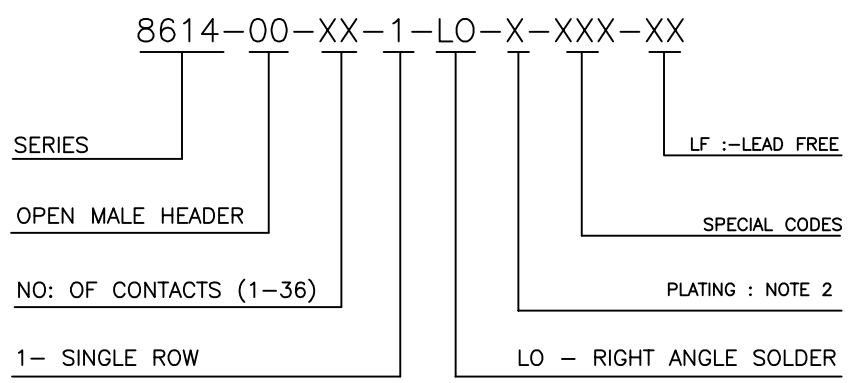 8614-00-XX-1-LO-X-XXX-XX
SERIES
LF :-LEAD FREE
OPEN MALE HEADER
SPECIAL CODES
NO: OF CONTACTS (1-36)
PLATING : NOTE 2
1- SINGLE ROW
LO - RIGHT ANGLE SOLDER